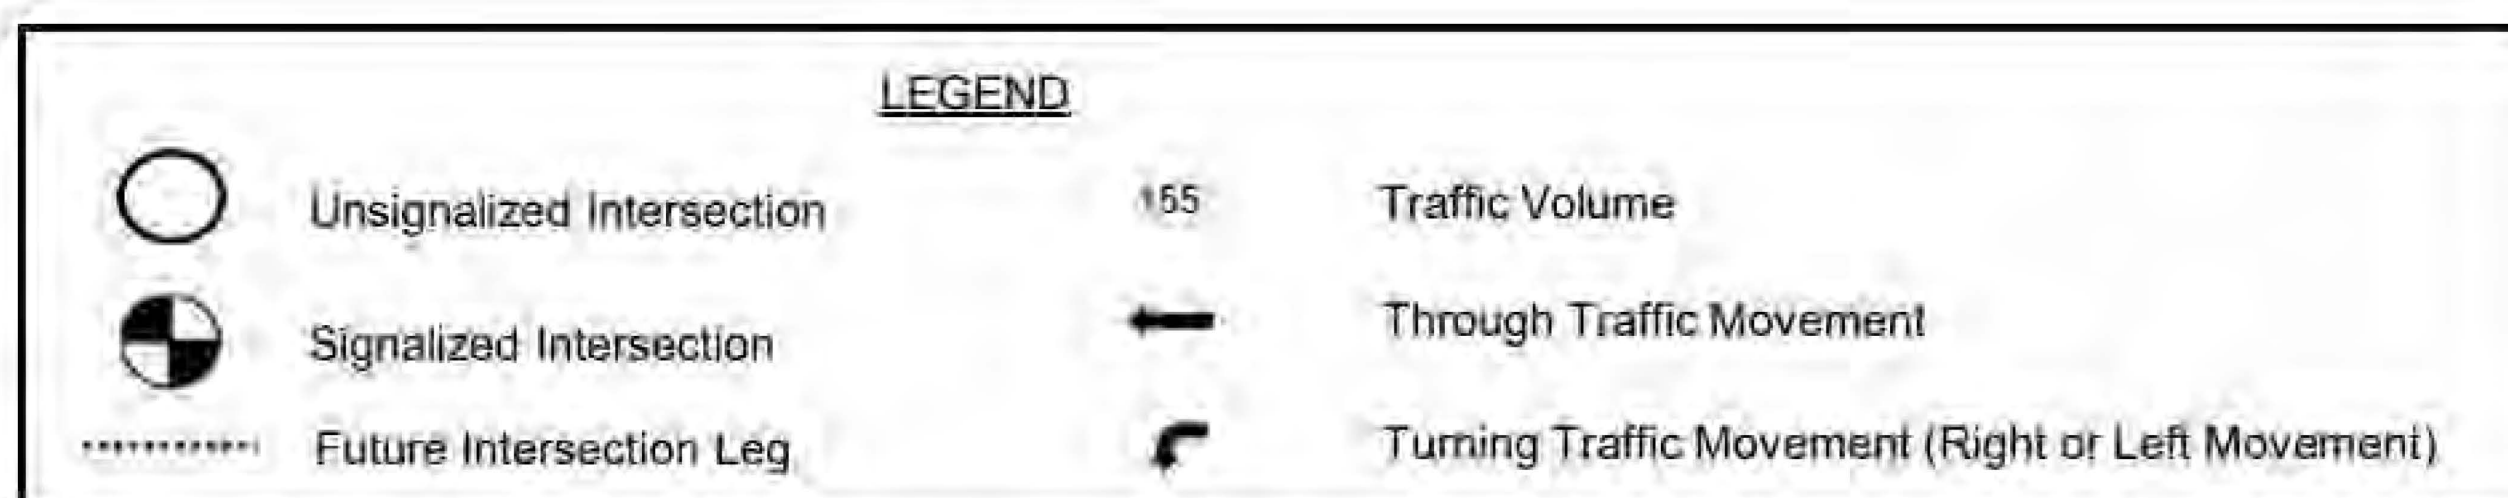 LEGEND
Unsignalized Intersection
155 Traffic Volume
Signalized Intersection
Through Traffic Movement
Future Intersection Leg
Turning Traffic Movement (Right or Left Movement)